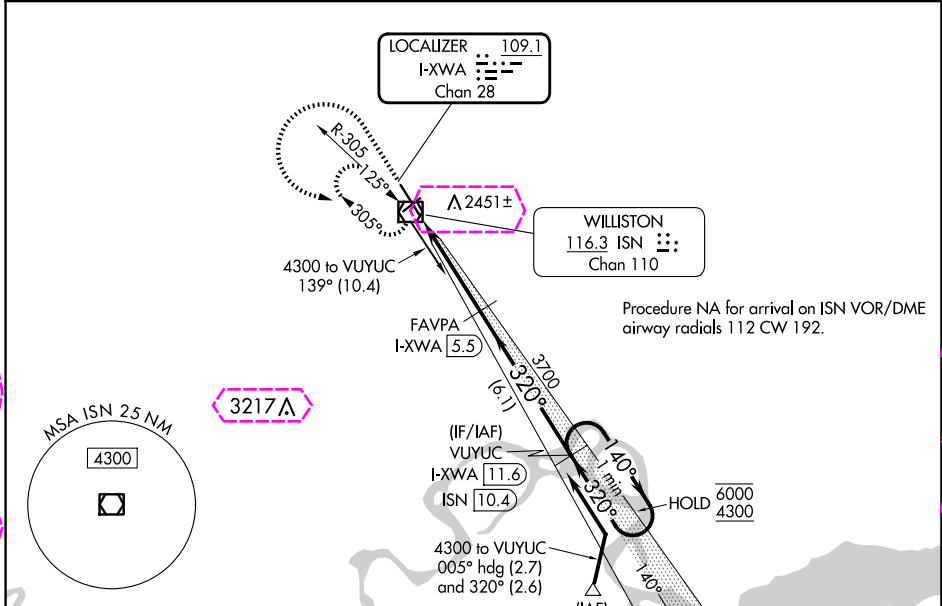 LOCALIZER 109.1
I-XWA
Chan 28
R-305
125°
305°
2451±
WILLISTON
116.3 ISN
Chan 110
4300 to VUYUC
139° (10.4)
Procedure NA for arrival on ISN VOR/DME
airway radials 112 CW 192.
FAVPA
I-XWA 5.5
3700
320°
(6.1)
3217
MSA ISN 25 NM
4300
(IF/IAF)
VUYUC
I-XWA 11.6
ISN 10.4
140°
1 min
320°
HOLD 6000
4300
4300 to VUYUC
005° hdg (2.7)
and 320° (2.6)
140°
(IAF)